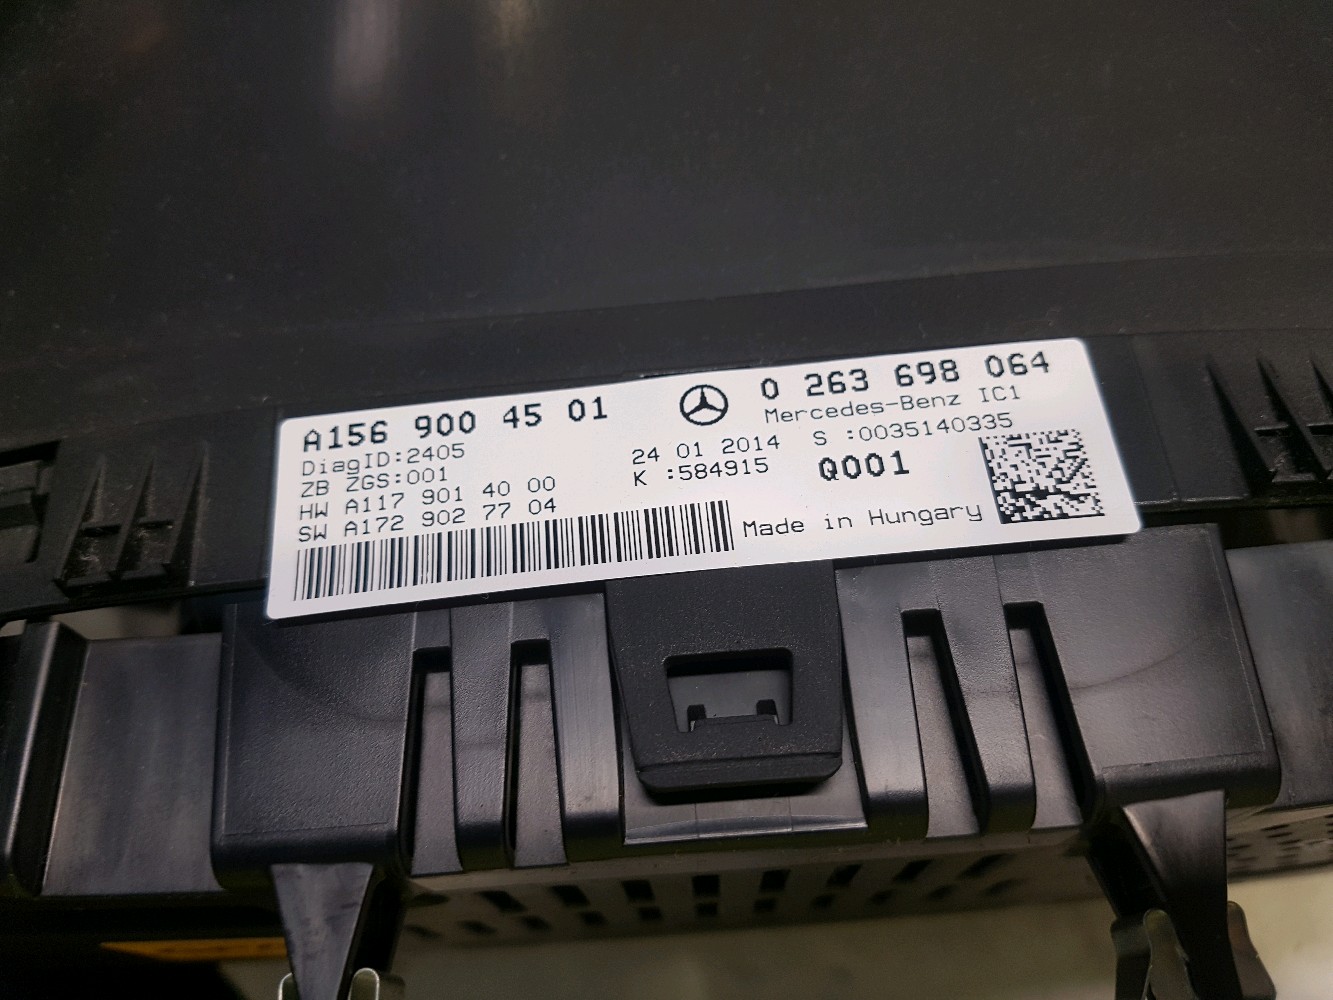 A156 900 45 01
0 263 698 064
Mercedes-Benz IC1
DiagID:2405
24 01 2014 S :0035140335
ZB ZGS:001
K :584915 Q001
HW A117 901 40 00
SW A172 902 77 04
Made in Hungary